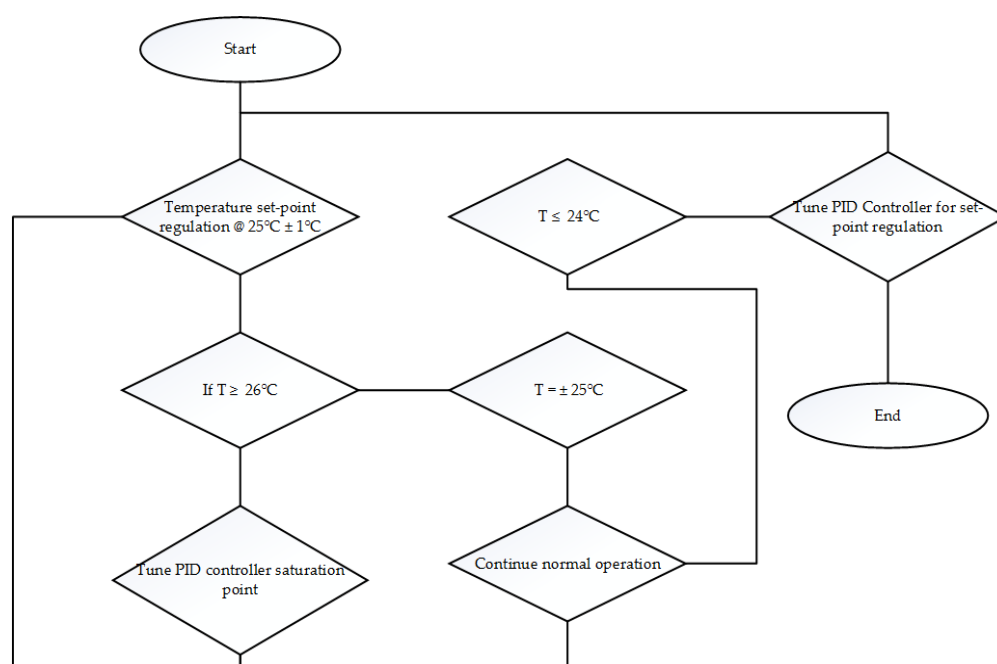 Start
Temperature set-point
regulation @ 25℃ ± 1℃
T ≤ 24℃
Tune PID Controller for set-
point regulation
If T ≥ 26℃
T = ± 25℃
End
Tune PID controller saturation
point
Continue normal operation